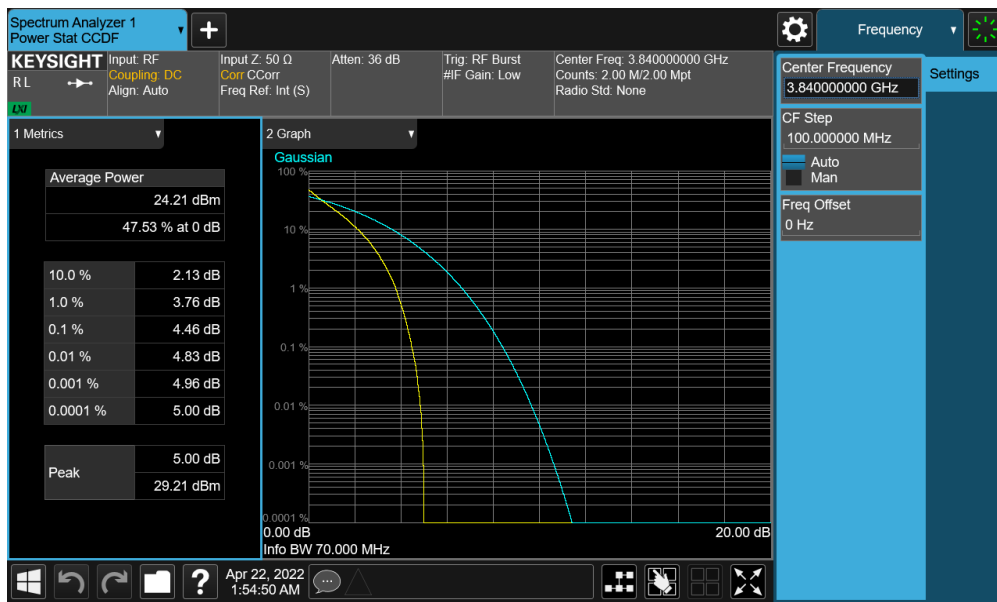 Spectrum Analyzer 1
Power Stat CCDF
Frequency
KEYSIGHT
R L
LXI
Input: RF
Coupling: DC
Align: Auto
Input Z: 50 Ω
Corr CCorr
Freq Ref: Int (S)
Atten: 36 dB
Trig: RF Burst
#IF Gain: Low
Center Freq: 3.840000000 GHz
Counts: 2.00 M/2.00 Mpt
Radio Std: None
Center Frequency
3.840000000 GHz
Settings
CF Step
100.000000 MHz
Auto
Man
Freq Offset
0 Hz
1 Metrics
Average Power
24.21 dBm
47.53 % at 0 dB
10.0 % 2.13 dB
1.0 % 3.76 dB
0.1 % 4.46 dB
0.01 % 4.83 dB
0.001 % 4.96 dB
0.0001 % 5.00 dB
Peak
5.00 dB
29.21 dBm
2 Graph
Gaussian
100 %
10 %
1 %
0.1 %
0.01 %
0.001 %
0.0001 %
0.00 dB 20.00 dB
Info BW 70.000 MHz
?
Apr 22, 2022
1:54:50 AM